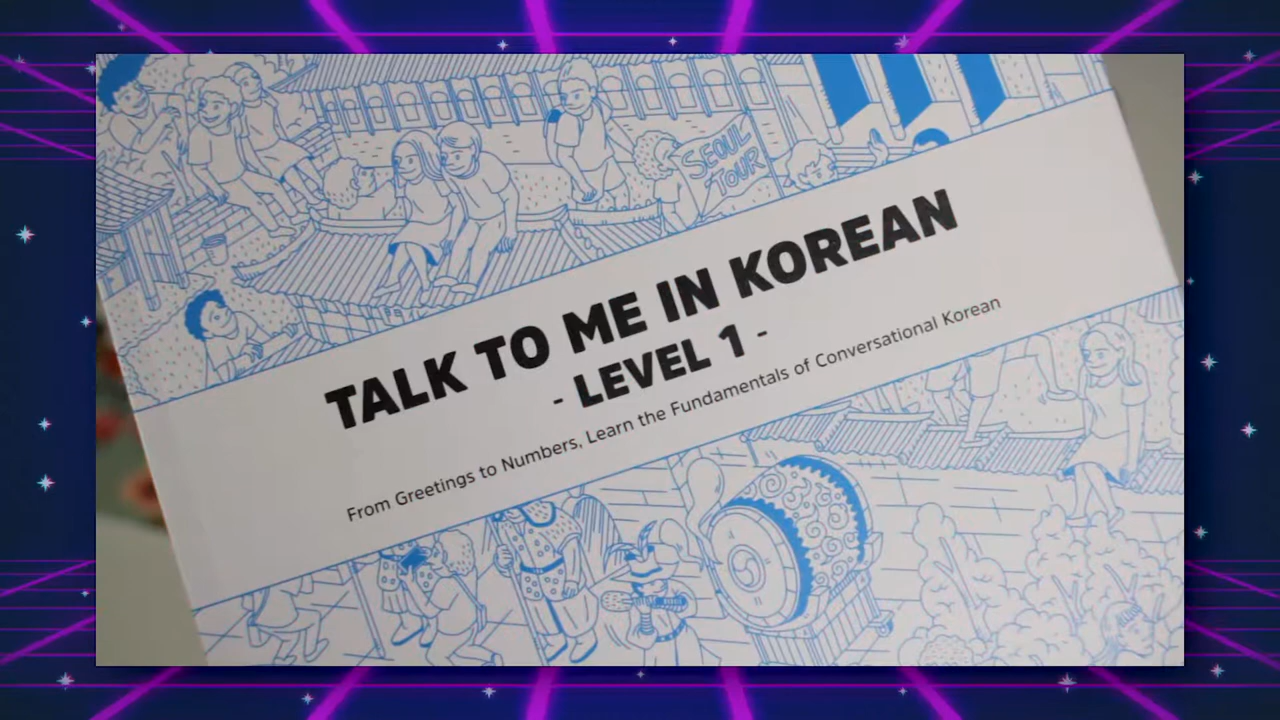 SEOUL
TOUR
TALK TO ME IN KOREAN
- LEVEL 1 -
From Greetings to Numbers, Learn the Fundamentals of Conversational Korean